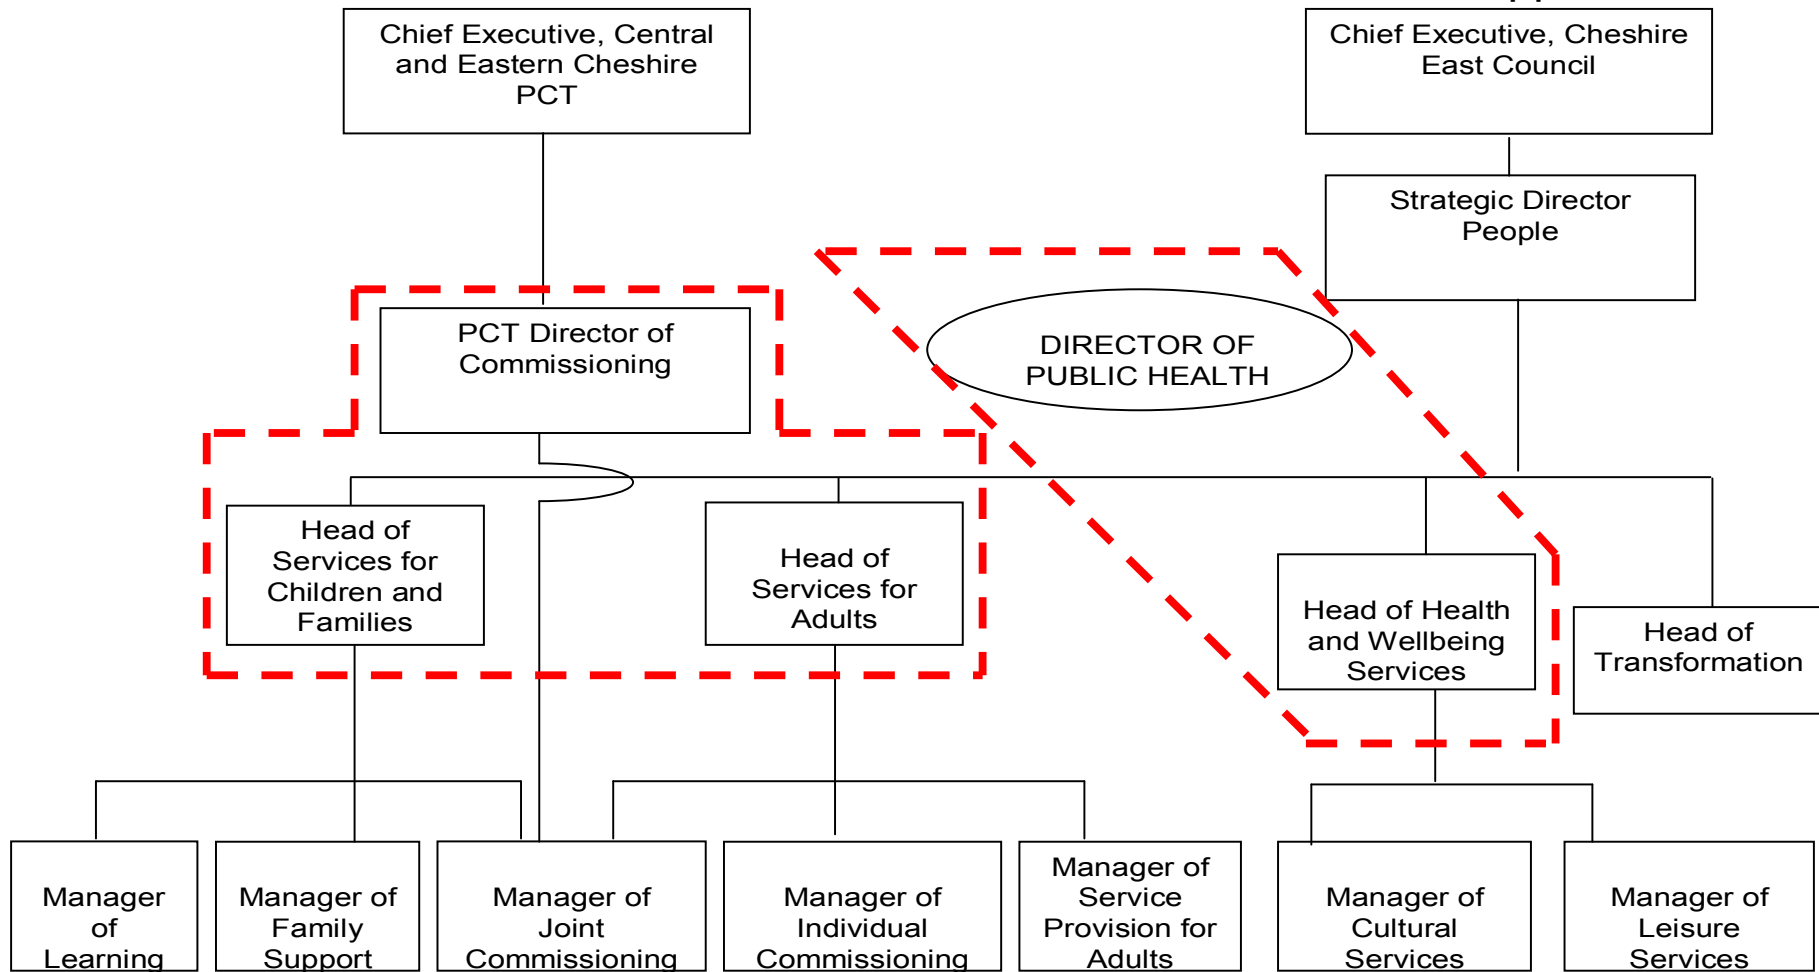 Chief Executive, Central
and Eastern Cheshire
PCT
Chief Executive, Cheshire
East Council
Strategic Director
People
PCT Director of
Commissioning
DIRECTOR OF
PUBLIC HEALTH
Head of
Services for
Children and
Families
Head of
Services for
Adults
Head of Health
and Wellbeing
Services
Head of
Transformation
Manager
of
Learning
Manager of
Family
Support
Manager of
Joint
Commissioning
Manager of
Individual
Commissioning
Manager of
Service
Provision for
Adults
Manager of
Cultural
Services
Manager of
Leisure
Services